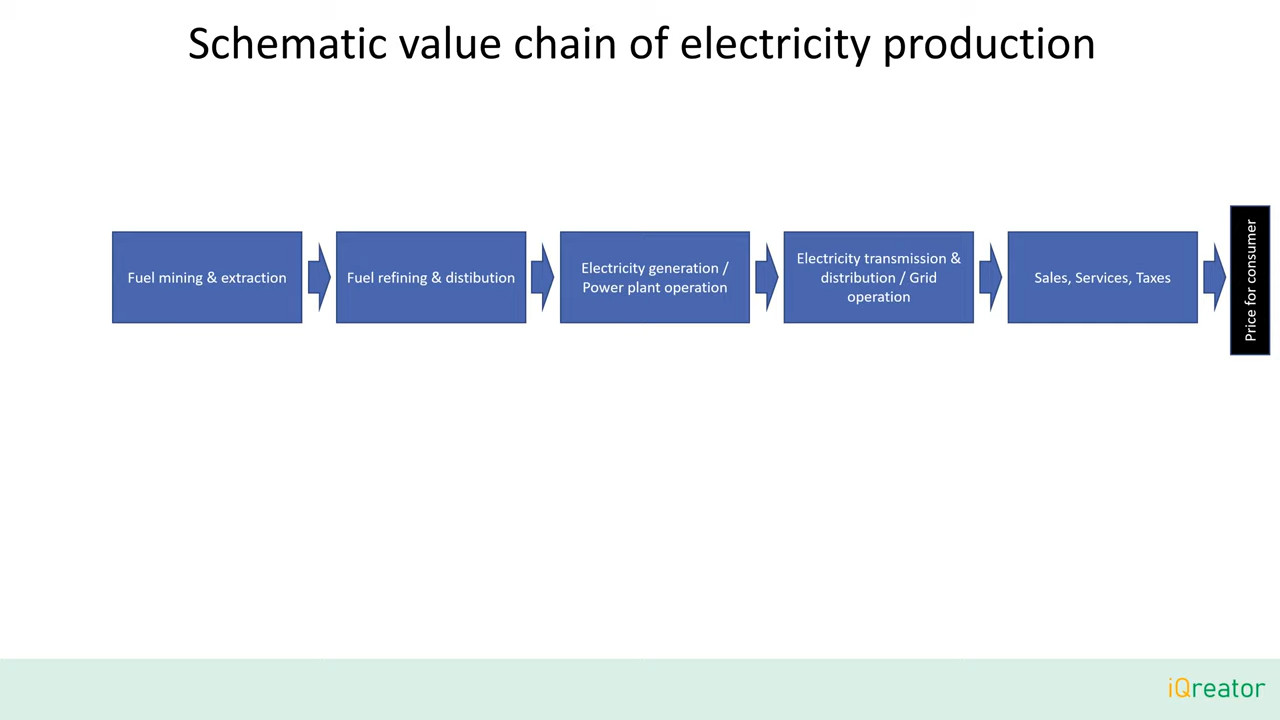 Schematic value chain of electricity production
Fuel mining & extraction
Fuel refining & distibution
Electricity generation /
Power plant operation
Electricity transmission &
distribution / Grid
operation
Sales, Services, Taxes
Price for consumer
iQreator